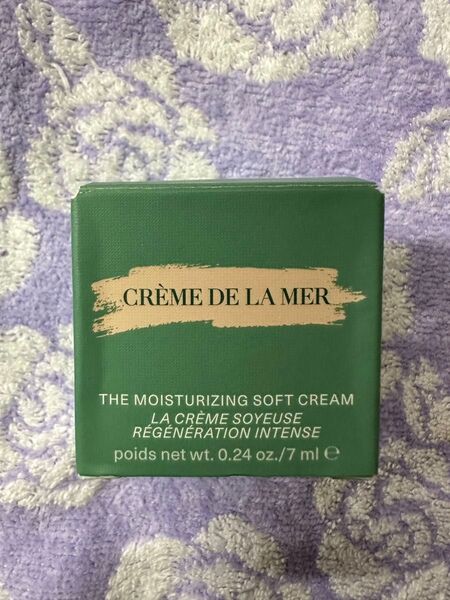 CRÈME DE LA MER
THE MOISTURIZING SOFT CREAM
LA CRÈME SOYEUSE
RÉGÉNÉRATION INTENSE
poids net wt. 0.24 oz./7 ml ℮